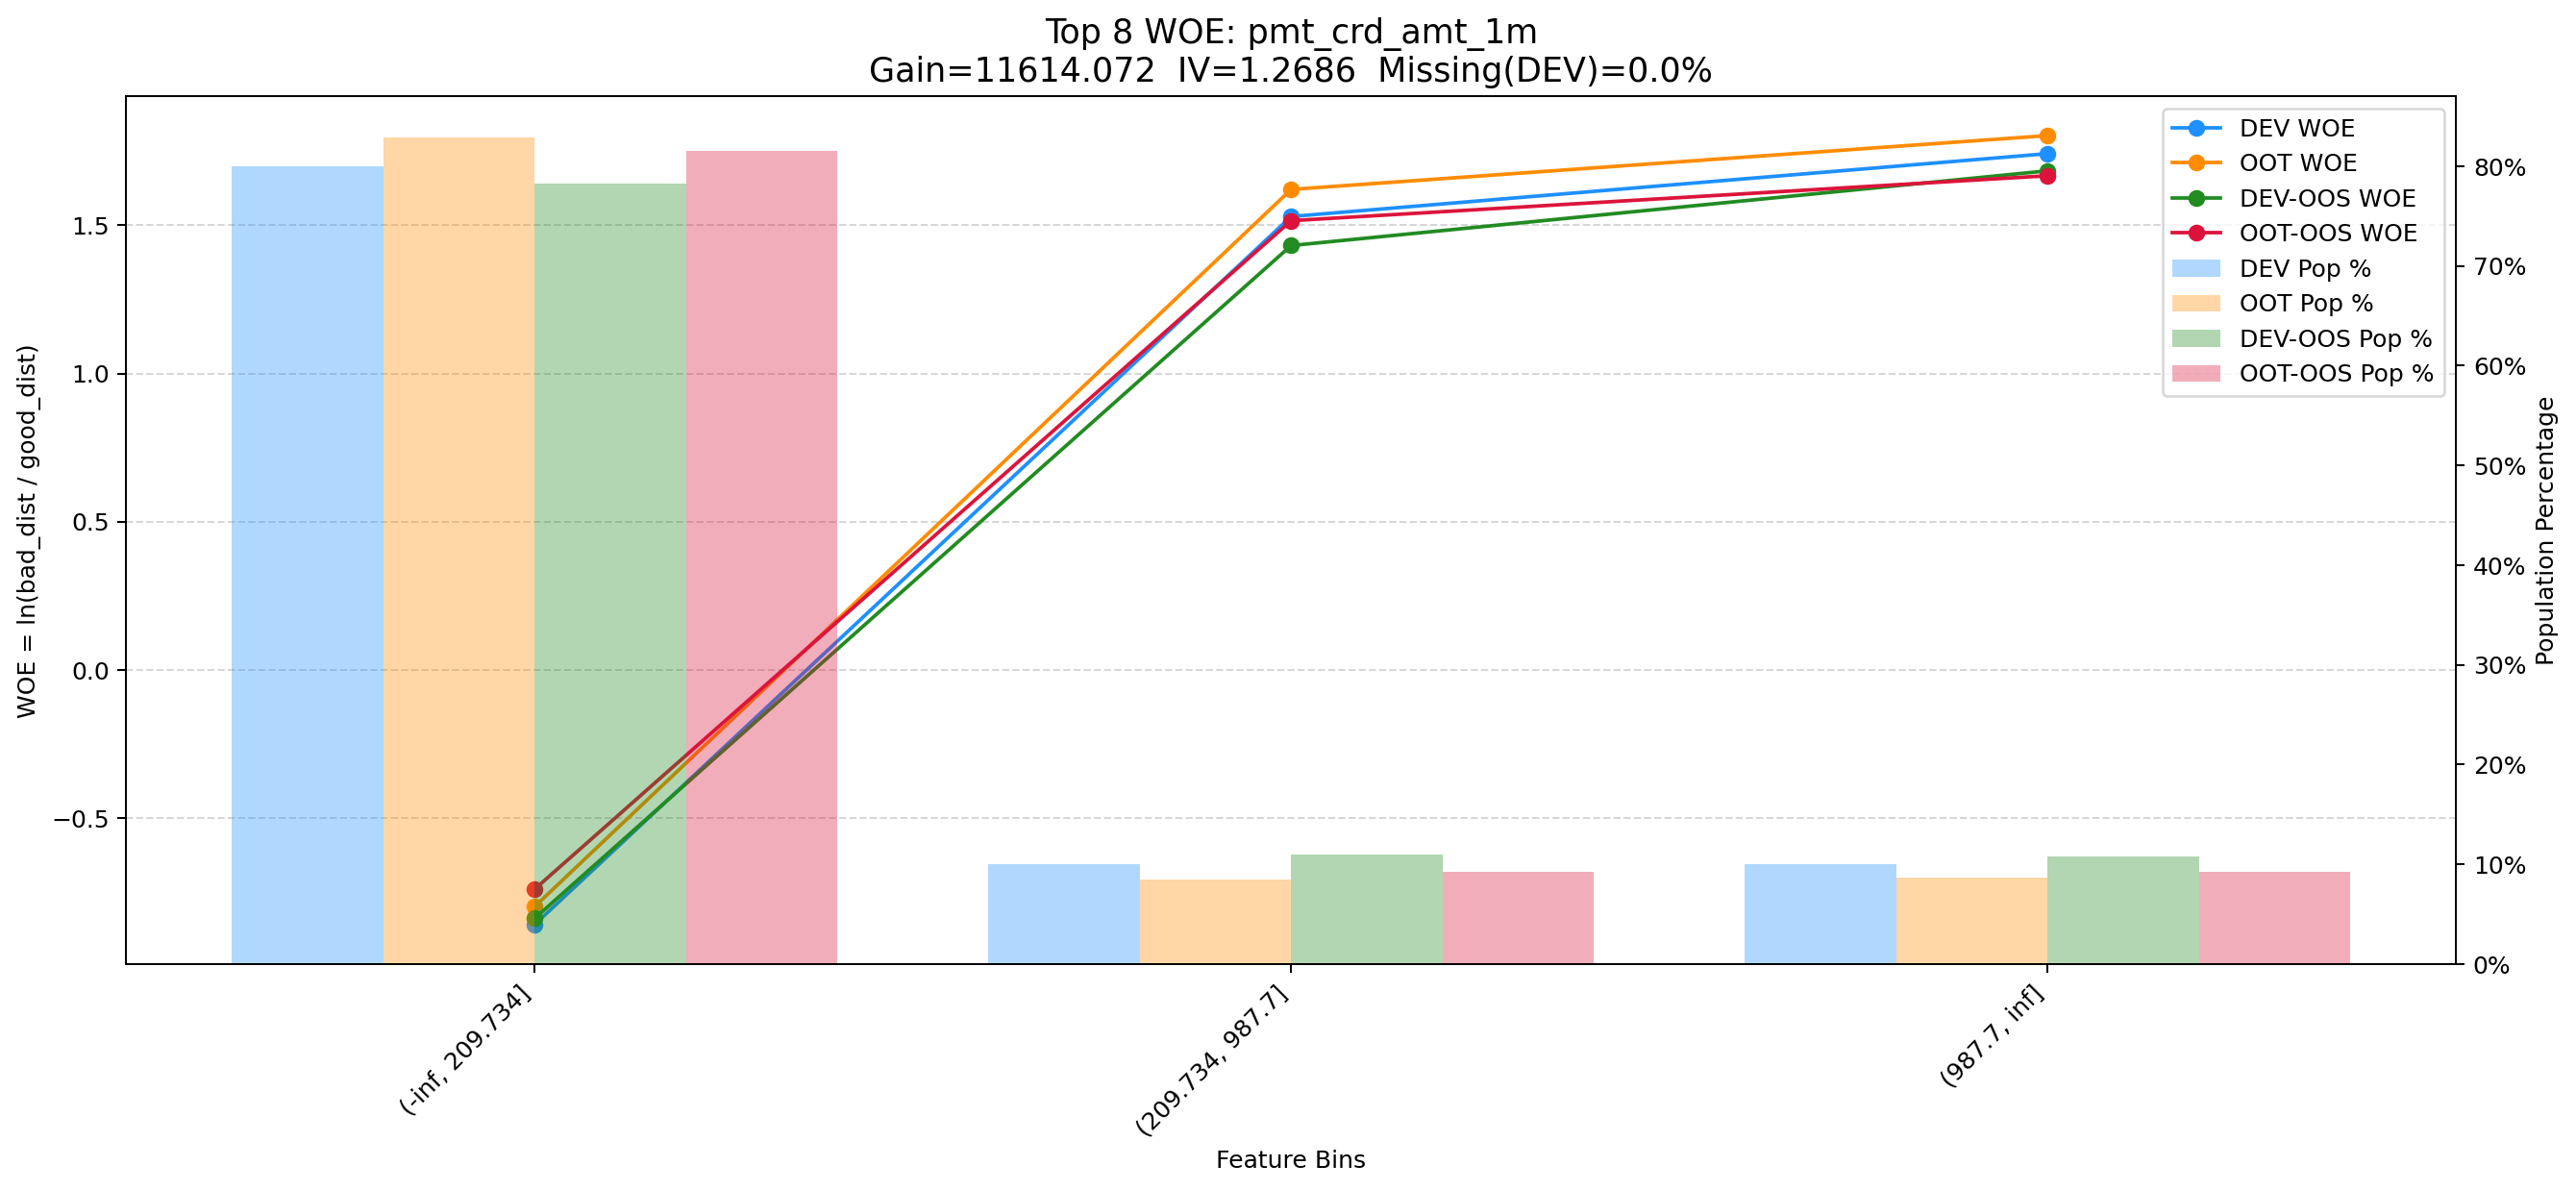 Top 8 WOE: pmt_crd_amt_1m
Gain=11614.072  IV=1.2686  Missing(DEV)=0.0%
WOE = ln(bad_dist / good_dist)
1.5
1.0
0.5
0.0
−0.5
DEV WOE
OOT WOE
DEV-OOS WOE
OOT-OOS WOE
DEV Pop %
OOT Pop %
DEV-OOS Pop %
OOT-OOS Pop %
80%
70%
60%
50%
40%
30%
20%
10%
0%
Population Percentage
(-inf, 209.734]
(209.734, 987.7]
(987.7, inf]
Feature Bins